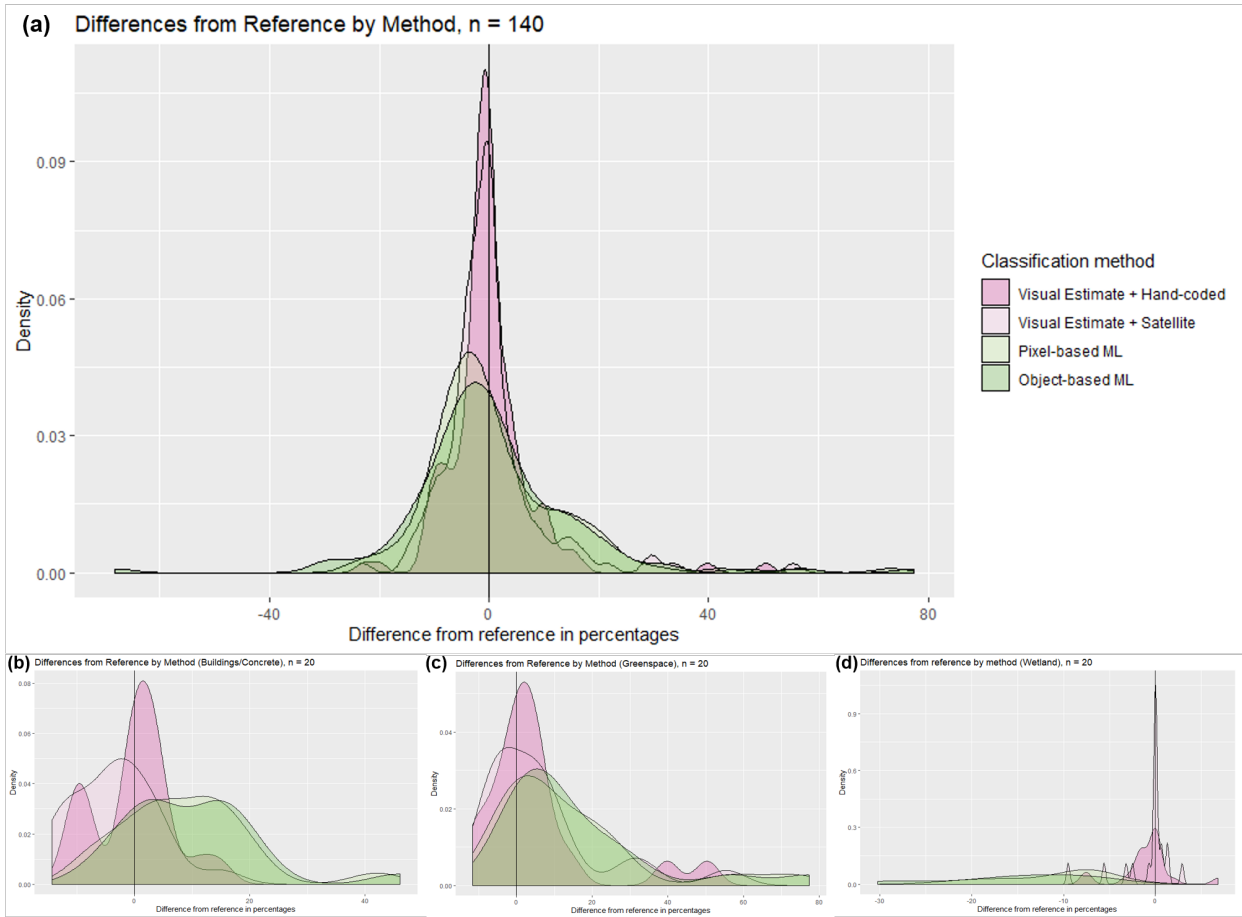 (a) Differences from Reference by Method, n = 140
0.09
0.06
0.03
0.00
Density
-40
0
40
80
Difference from reference in percentages
Classification method
Visual Estimate + Hand-coded
Visual Estimate + Satellite
Pixel-based ML
Object-based ML
(b) Differences from Reference by Method (Buildings/Concrete), n = 20
0.08
0.06
0.04
0.02
0.00
Density
0
20
40
Difference from reference in percentages
(c) Differences from Reference by Method (Greenspace), n = 20
0.04
0.02
0.00
Density
0
20
40
60
80
Difference from reference in percentages
(d) Differences from reference by method (Wetland), n = 20
0.9
0.6
0.3
0.0
Density
-30
-20
-10
0
Difference from reference in percentages